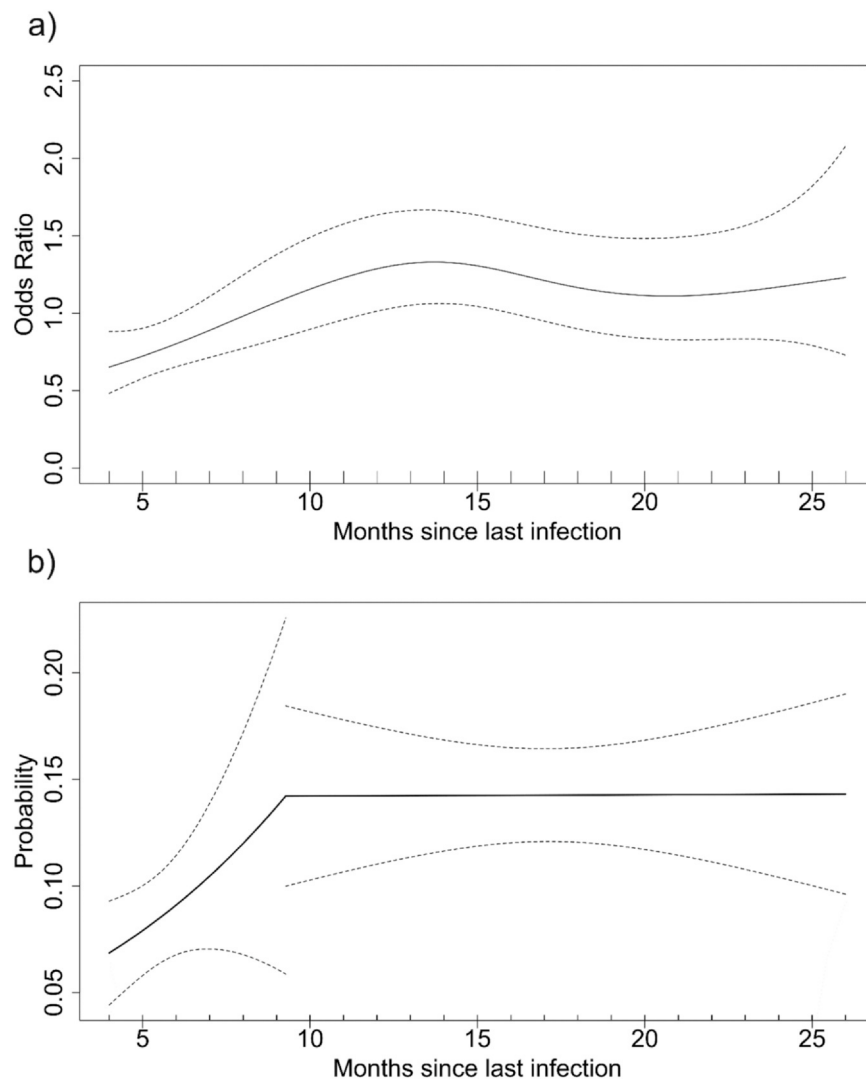 a)
2.5
2.0
1.5
1.0
0.5
0.0
Odds Ratio
5 10 15 20 25
Months since last infection
b)
0.20
0.15
0.10
0.05
Probability
5 10 15 20 25
Months since last infection